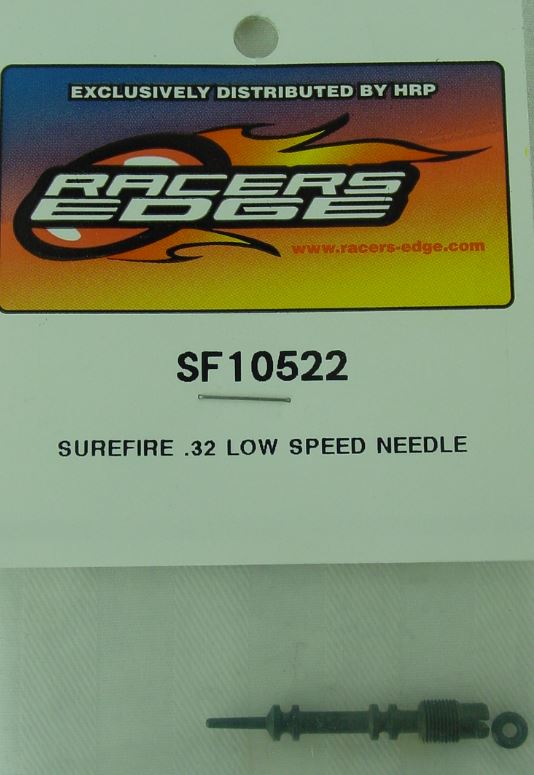 EXCLUSIVELY DISTRIBUTED BY HRP
RACERS
EDGE
www.racers-edge.com
SF10522
SUREFIRE .32 LOW SPEED NEEDLE